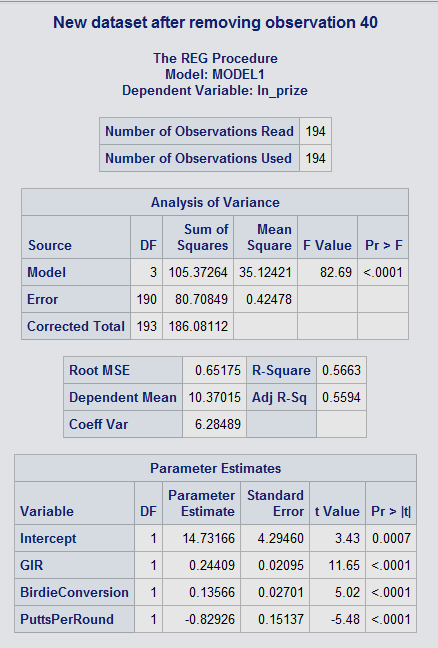 New dataset after removing observation 40
The REG Procedure
Model: MODEL1
Dependent Variable: ln_prize
Number of Observations Read 194
Number of Observations Used 194
Analysis of Variance
Source DF Sum of Squares Mean Square F Value Pr > F
Model 3 105.37264 35.12421 82.69 <.0001
Error 190 80.70849 0.42478
Corrected Total 193 186.08112
Root MSE 0.65175 R-Square 0.5663
Dependent Mean 10.37015 Adj R-Sq 0.5594
Coeff Var 6.28489
Parameter Estimates
Variable DF Parameter Estimate Standard Error t Value Pr > |t|
Intercept 1 14.73166 4.29460 3.43 0.0007
GIR 1 0.24409 0.02095 11.65 <.0001
BirdieConversion 1 0.13566 0.02701 5.02 <.0001
PuttsPerRound 1 -0.82926 0.15137 -5.48 <.0001